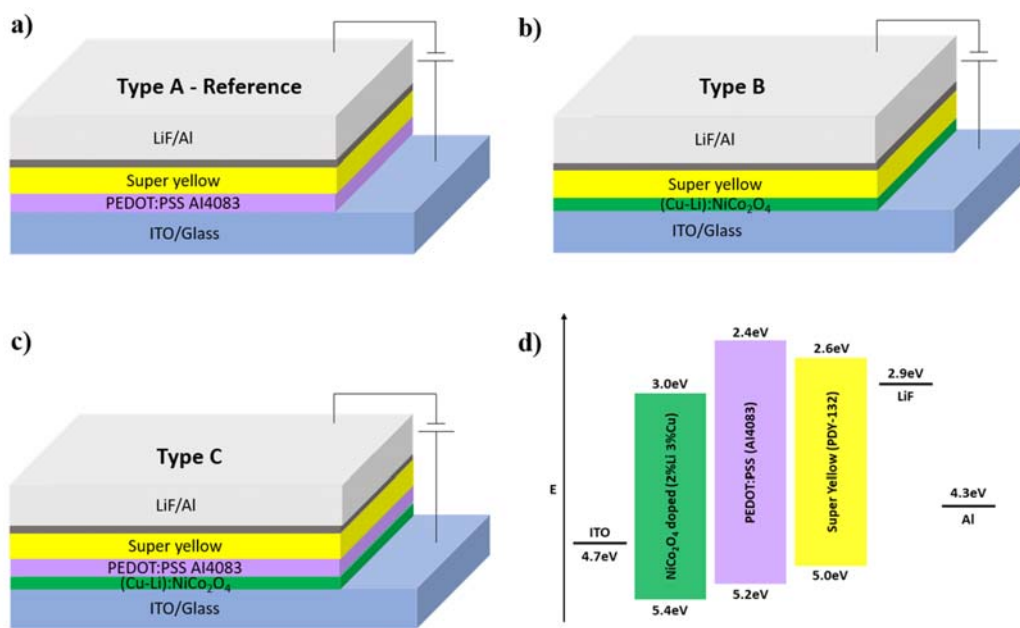 a)
Type A - Reference
LiF/Al
Super yellow
PEDOT:PSS AI4083
ITO/Glass
b)
Type B
LiF/Al
Super yellow
(Cu-Li):NiCo₂O₄
ITO/Glass
c)
Type C
LiF/Al
Super yellow
PEDOT:PSS AI4083
(Cu-Li):NiCo₂O₄
ITO/Glass
d)
E
ITO
4.7eV
3.0eV
NiCo₂O₄ doped (2%Li 3%Cu)
5.4eV
2.4eV
PEDOT:PSS (AI4083)
5.2eV
2.6eV
Super Yellow (PDY-132)
5.0eV
2.9eV
LiF
4.3eV
Al